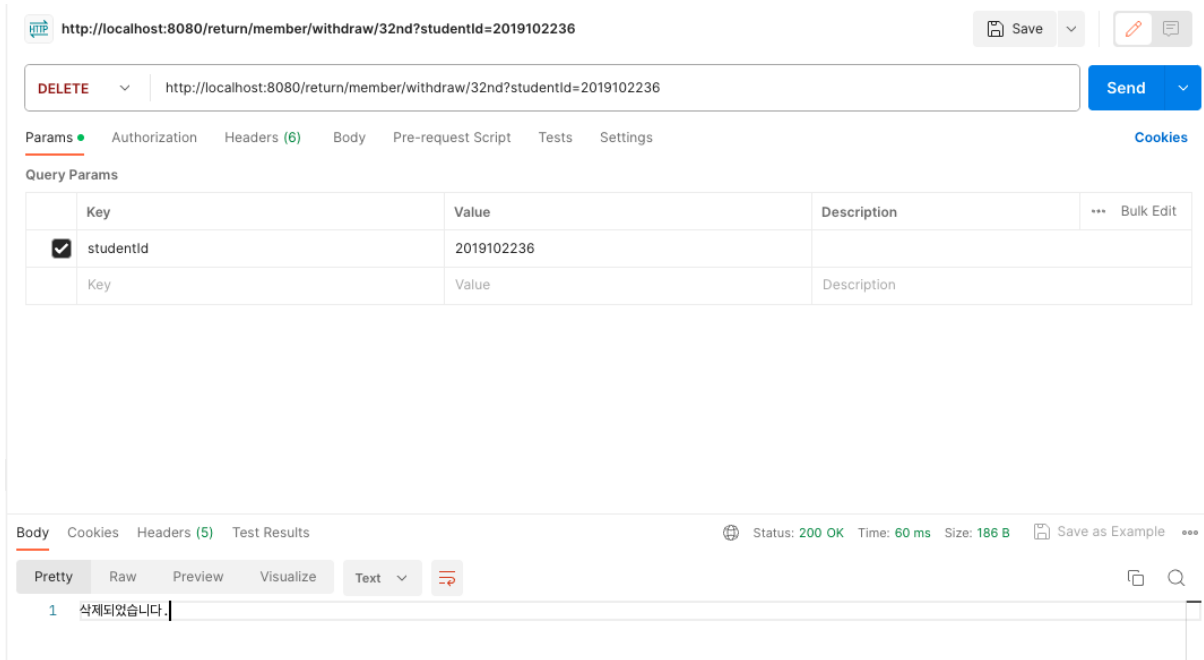 HTTP http://localhost:8080/return/member/withdraw/32nd?studentId=2019102236 Save
DELETE http://localhost:8080/return/member/withdraw/32nd?studentId=2019102236 Send
Params Authorization Headers (6) Body Pre-request Script Tests Settings Cookies
Query Params
Key Value Description Bulk Edit
studentId 2019102236
Key Value Description
Body Cookies Headers (5) Test Results Status: 200 OK Time: 60 ms Size: 186 B Save as Example
Pretty Raw Preview Visualize Text
1 삭제되었습니다.